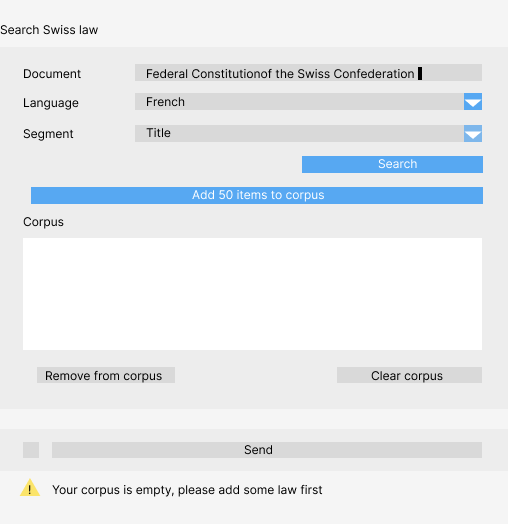 Search Swiss law
Document
Federal Constitutionof the Swiss Confederation
Language
French
Segment
Title
Search
Add 50 items to corpus
Corpus
Remove from corpus
Clear corpus
Send
! Your corpus is empty, please add some law first